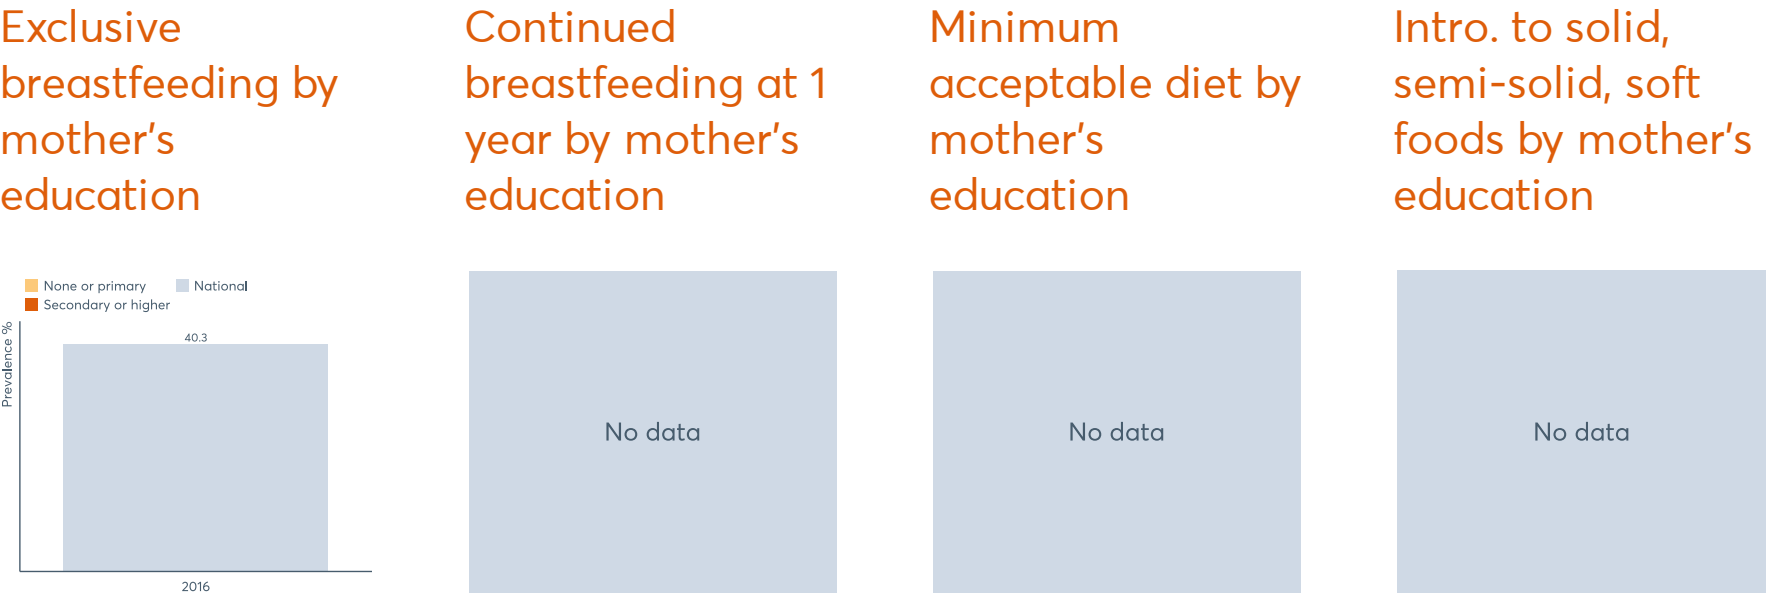 Exclusive
breastfeeding by
mother's
education
None or primary
National
Secondary or higher
Prevalence %
40.3
2016
Continued
breastfeeding at 1
year by mother's
education
No data
Minimum
acceptable diet by
mother's
education
No data
Intro. to solid,
semi-solid, soft
foods by mother's
education
No data